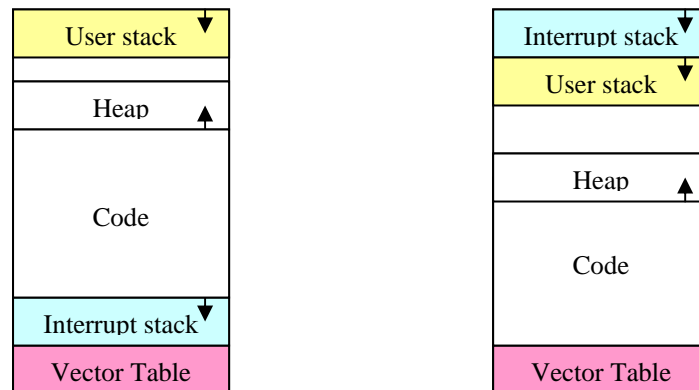 User stack
Heap
Code
Interrupt stack
Vector Table
Interrupt stack
User stack
Heap
Code
Vector Table